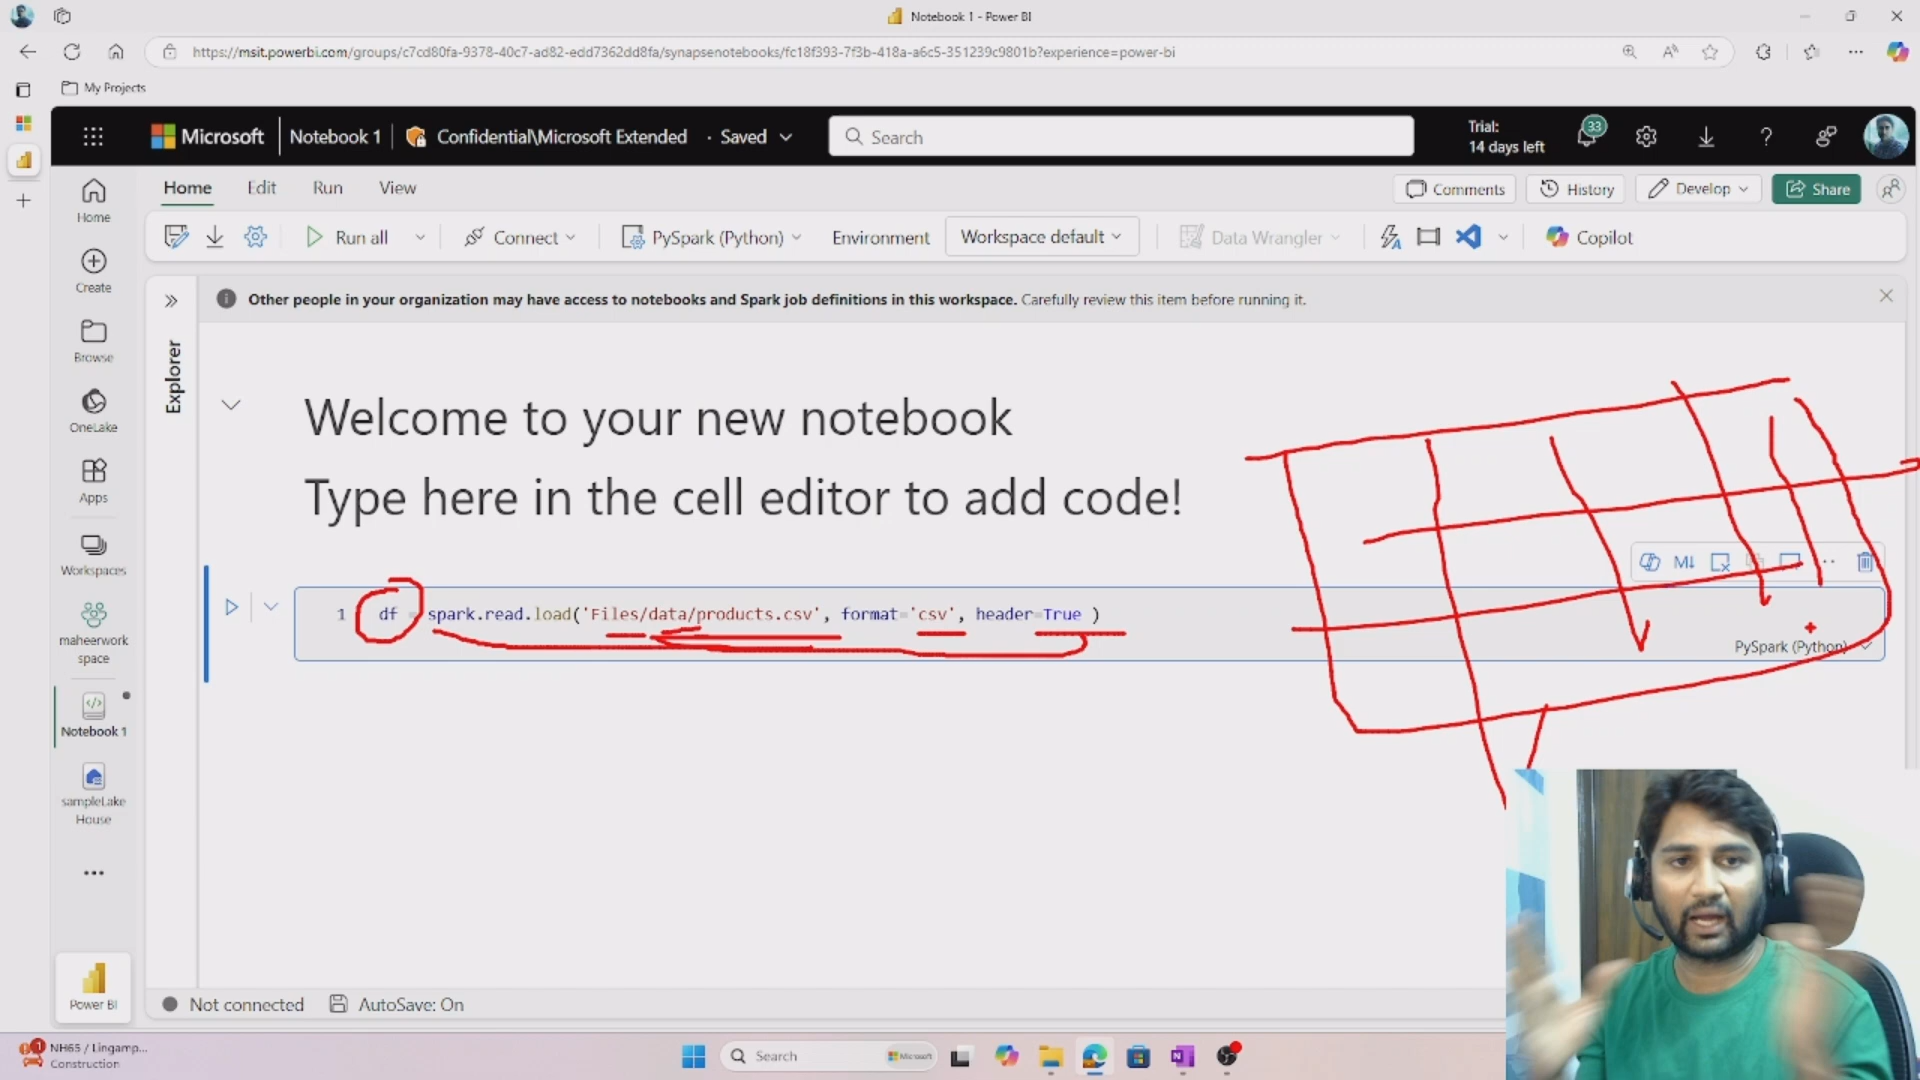 Notebook 1 - Power BI
https://msit.powerbi.com/groups/c7cd80fa-9378-40c7-ad82-edd7362dd8fa/synapsenotebooks/fc18f393-7f3b-418a-a6c5-351239c9801b?experience=power-bi
My Projects
Microsoft Notebook 1 Confidential\Microsoft Extended · Saved Search Trial: 14 days left 33
Home Edit Run View Comments History Develop Share
Run all Connect PySpark (Python) Environment Workspace default Data Wrangler Copilot
Other people in your organization may have access to notebooks and Spark job definitions in this workspace. Carefully review this item before running it.
Home
Create
Browse
OneLake
Apps
Workspaces
maheerwork
space
Notebook 1
sampleLake
House
Power BI
Explorer
Welcome to your new notebook
Type here in the cell editor to add code!
M↓
1 df = spark.read.load('Files/data/products.csv', format='csv', header=True )
PySpark (Python)
Not connected AutoSave: On
1 NH65 / Lingamp...
Construction
Search Microsoft